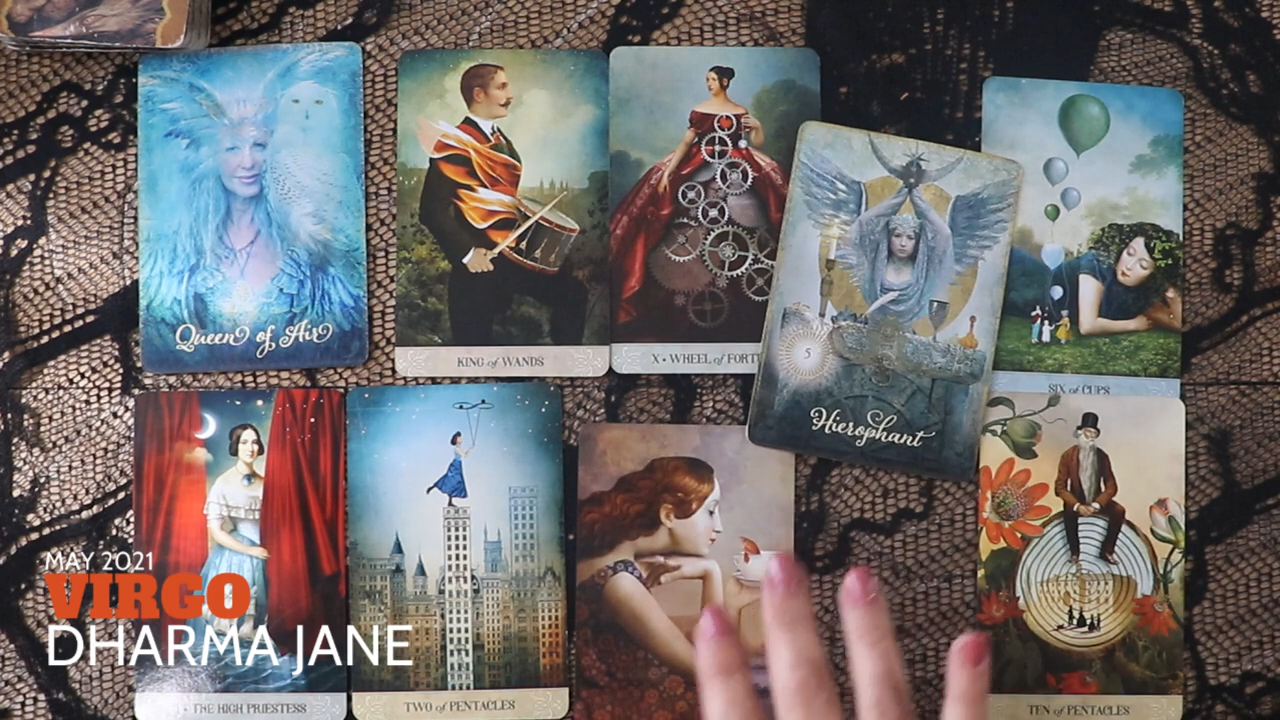 Queen of Air
KING of WANDS
X • WHEEL of FORT
5
Hierophant
SIX of CUPS
MAY 2021
VIRGO
DHARMA JANE
THE HIGH PRIESTESS
TWO of PENTACLES
TEN of PENTACLES